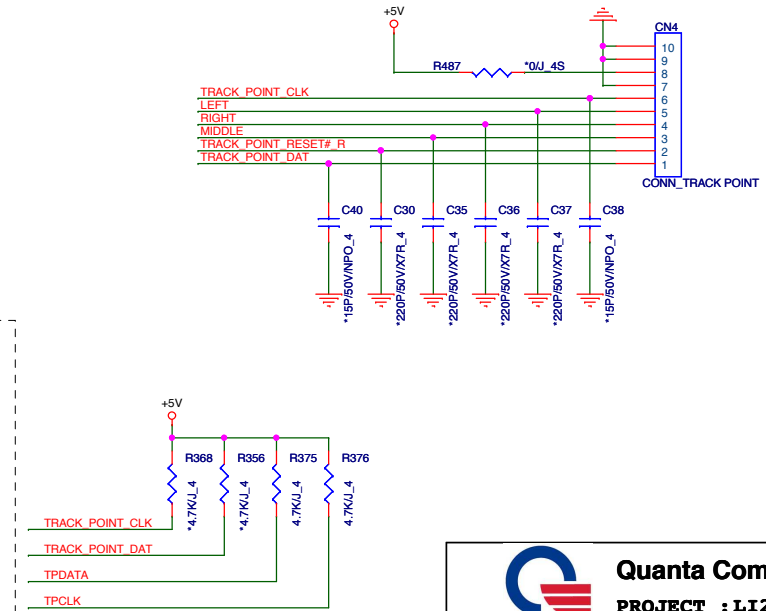 +5V
CN4
R487 *0/J_4S
10
9
8
7
6
5
4
3
2
1
TRACK_POINT_CLK
LEFT
RIGHT
MIDDLE
TRACK_POINT_RESET#_R
TRACK_POINT_DAT
CONN_TRACK POINT
C40 C30 C35 C36 C37 C38
*15P/50V/NPO_4
*220P/50V/X7R_4
*220P/50V/X7R_4
*220P/50V/X7R_4
*220P/50V/X7R_4
*15P/50V/NPO_4
+5V
R368 R356 R375 R376
*4.7K/J_4
*4.7K/J_4
4.7K/J_4
4.7K/J_4
TRACK_POINT_CLK
TRACK_POINT_DAT
TPDATA
TPCLK
Quanta Com
PROJECT : LI2